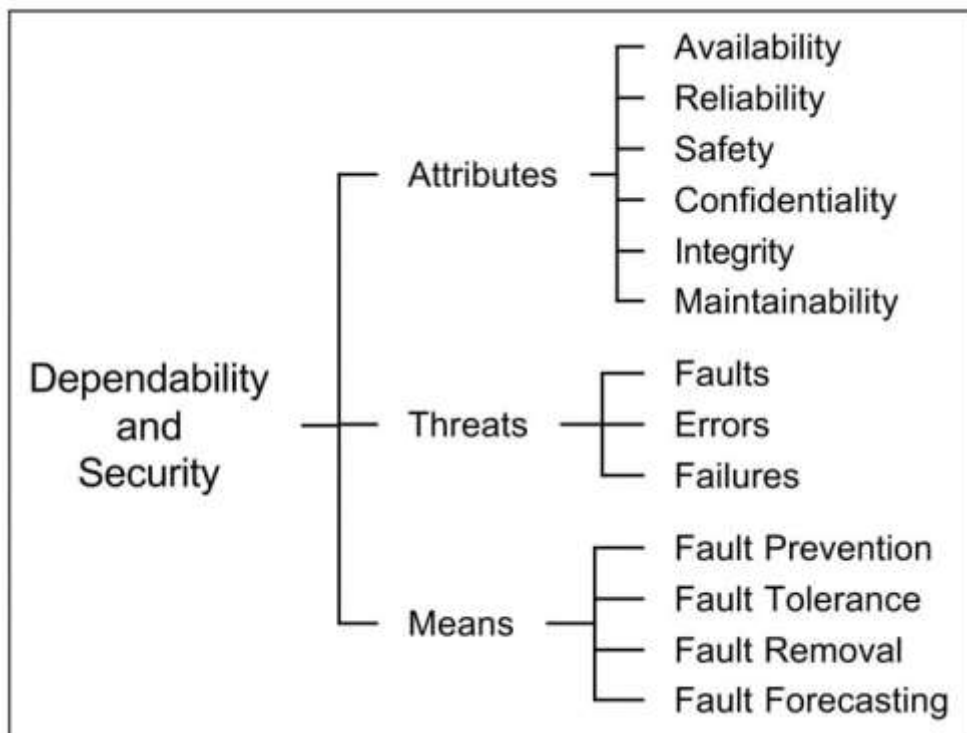 Dependability
and
Security
Attributes
Availability
Reliability
Safety
Confidentiality
Integrity
Maintainability
Threats
Faults
Errors
Failures
Means
Fault Prevention
Fault Tolerance
Fault Removal
Fault Forecasting